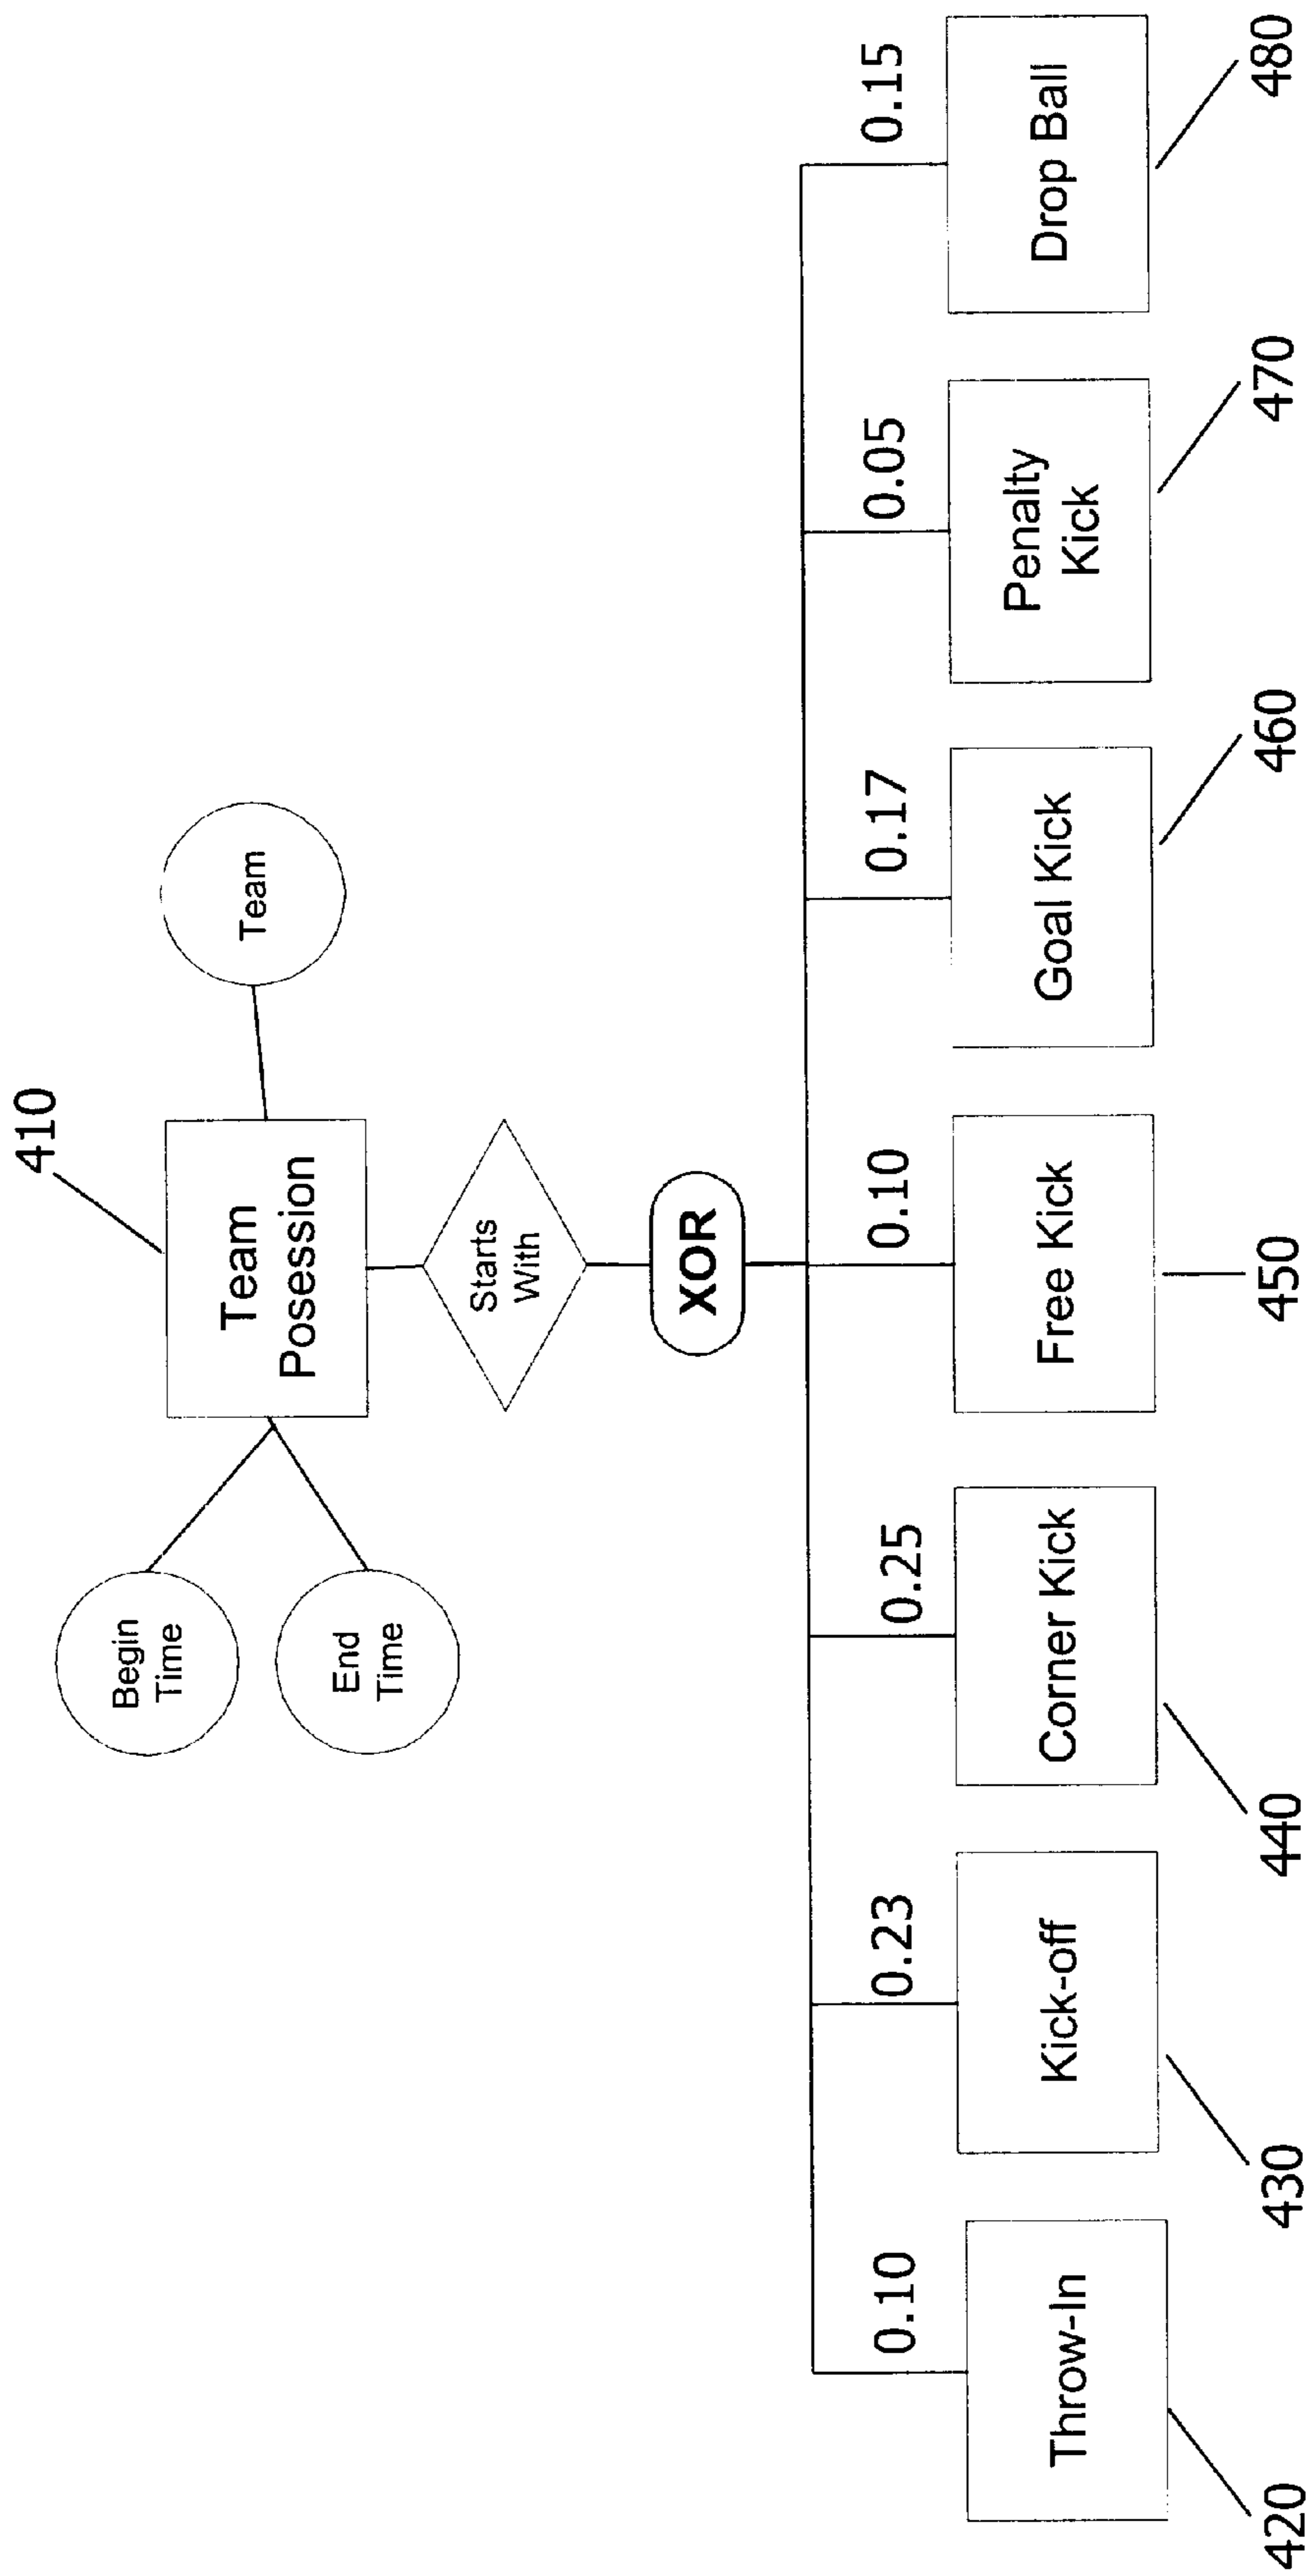 410
Begin
Time
End
Time
Team
Posession
Team
Starts
With
XOR
0.10
0.23
0.25
0.10
0.17
0.05
0.15
Throw-In
Kick-off
Corner Kick
Free Kick
Goal Kick
Penalty
Kick
Drop Ball
420
430
440
450
460
470
480